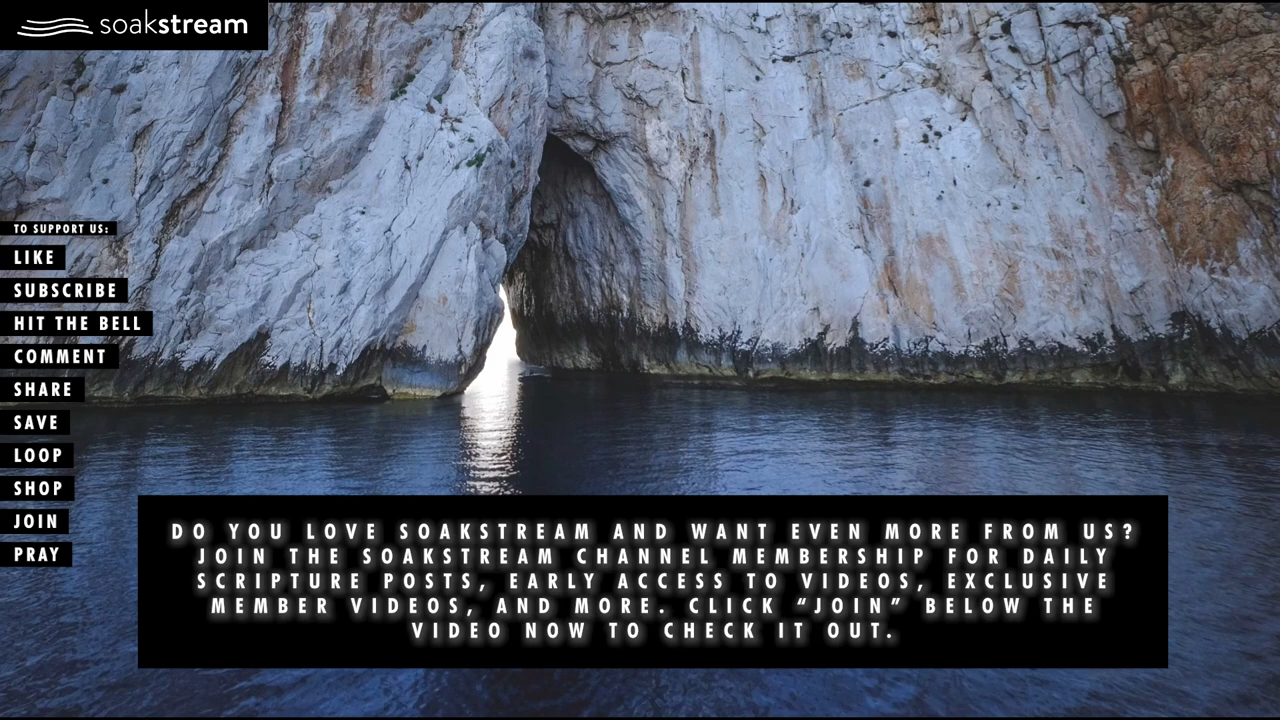 soakstream
TO SUPPORT US:
LIKE
SUBSCRIBE
HIT THE BELL
COMMENT
SHARE
SAVE
LOOP
SHOP
JOIN
PRAY
DO YOU LOVE SOAKSTREAM AND WANT EVEN MORE FROM US?
JOIN THE SOAKSTREAM CHANNEL MEMBERSHIP FOR DAILY
SCRIPTURE POSTS, EARLY ACCESS TO VIDEOS, EXCLUSIVE
MEMBER VIDEOS, AND MORE. CLICK “JOIN” BELOW THE
VIDEO NOW TO CHECK IT OUT.